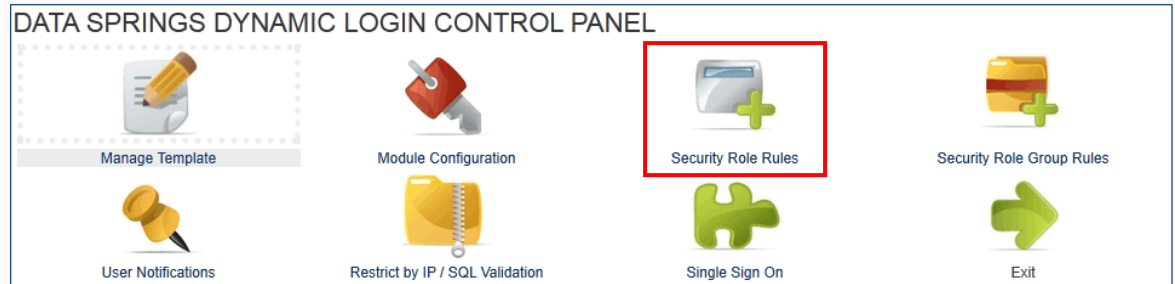 DATA SPRINGS DYNAMIC LOGIN CONTROL PANEL
Manage Template
Module Configuration
Security Role Rules
Security Role Group Rules
User Notifications
Restrict by IP / SQL Validation
Single Sign On
Exit